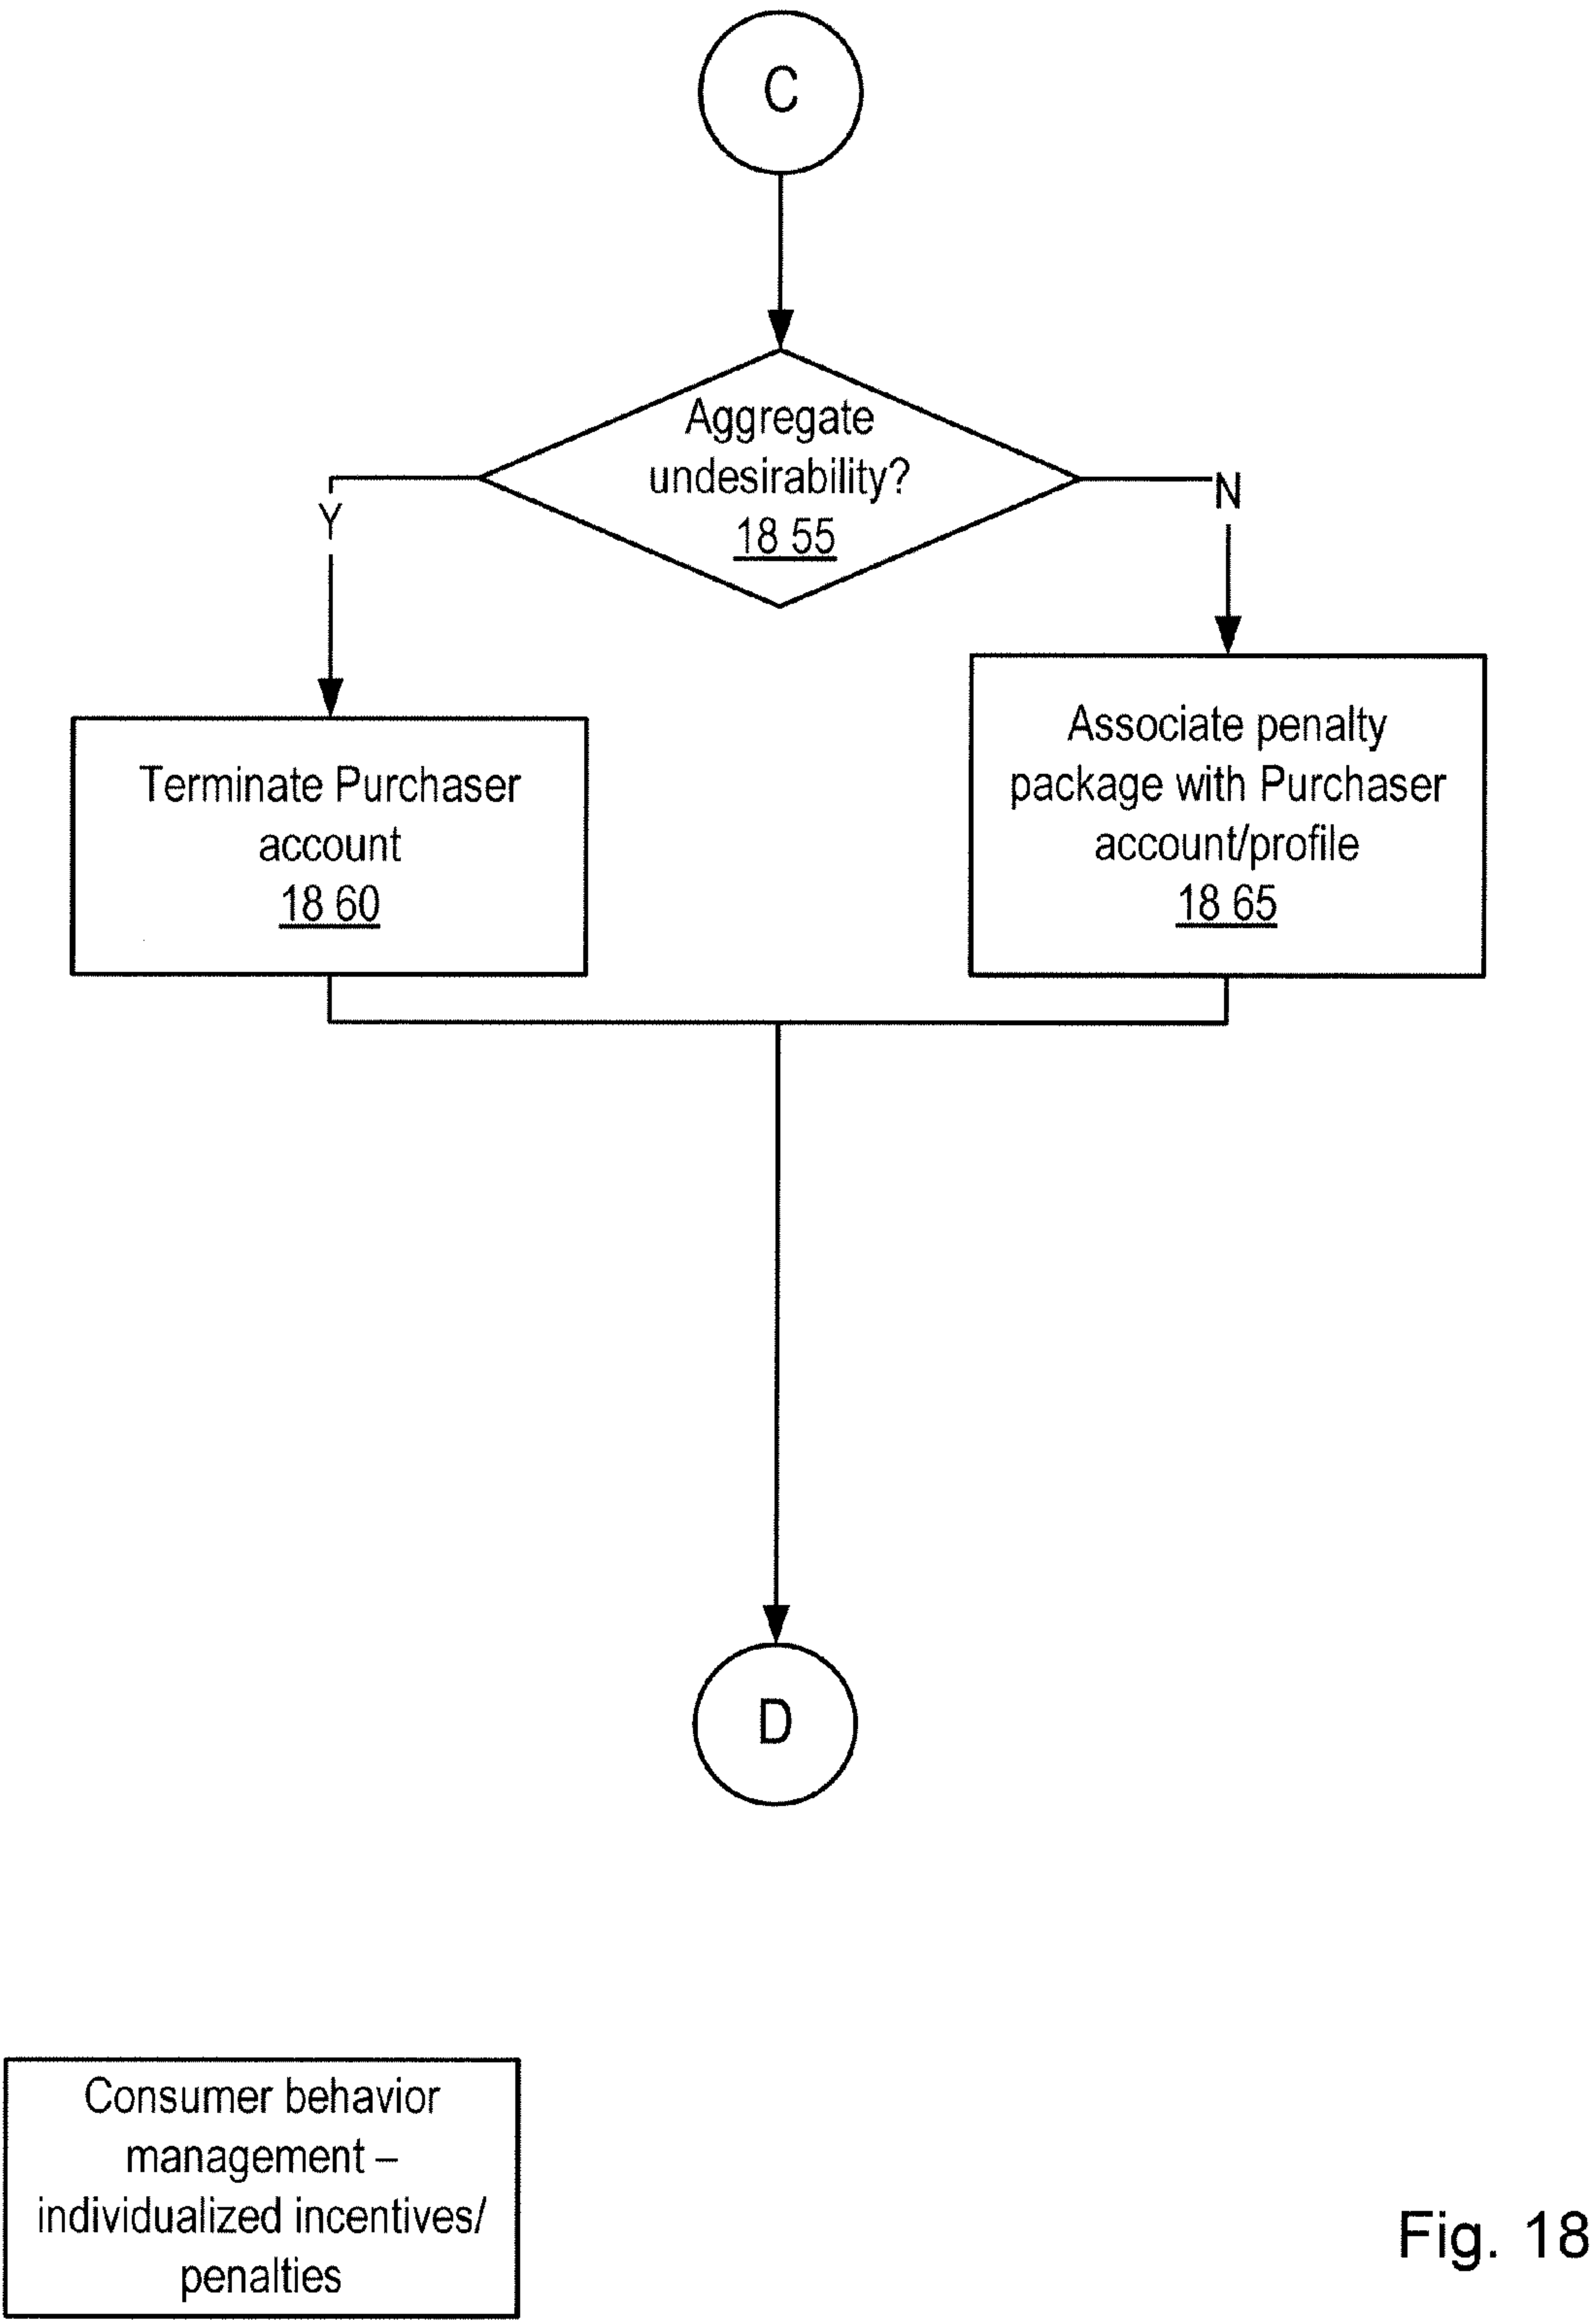 C
Aggregate
undesirability?
18 55
Y
N
Terminate Purchaser
account
18 60
Associate penalty
package with Purchaser
account/profile
18 65
D
Consumer behavior
management –
individualized incentives/
penalties
Fig. 18